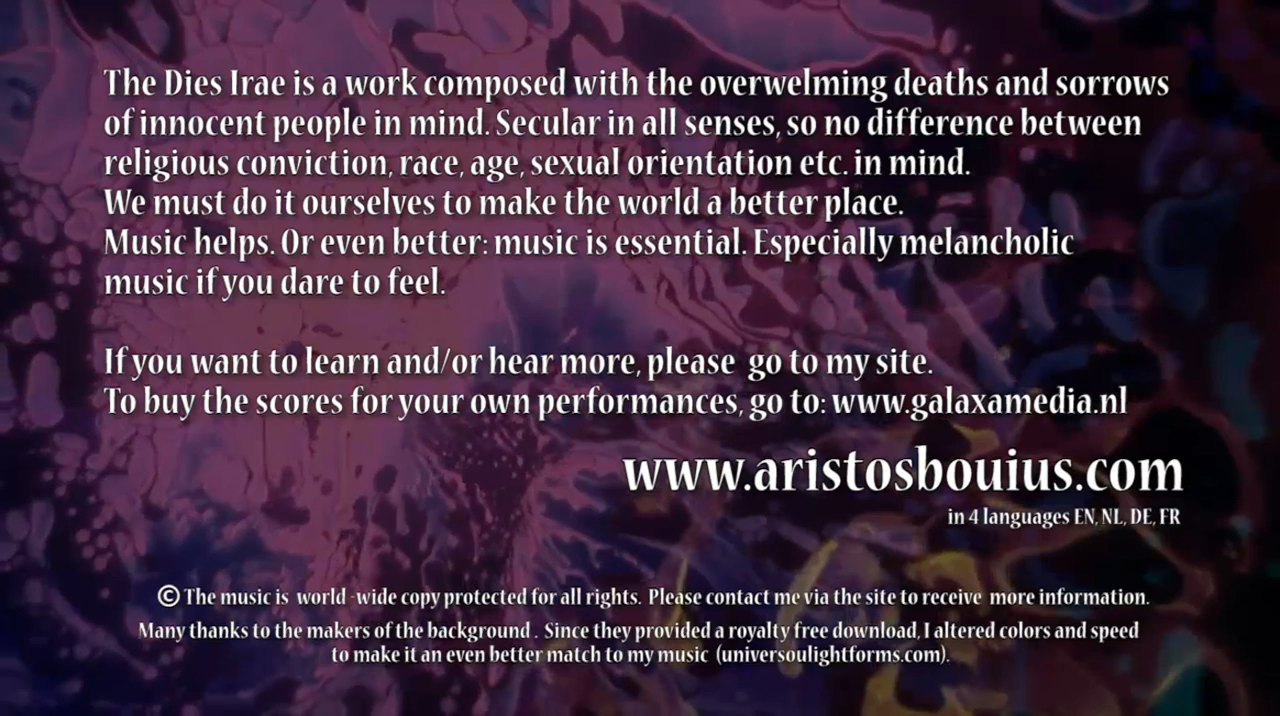 The Dies Irae is a work composed with the overwelming deaths and sorrows
of innocent people in mind. Secular in all senses, so no difference between
religious conviction, race, age, sexual orientation etc. in mind.
We must do it ourselves to make the world a better place.
Music helps. Or even better: music is essential. Especially melancholic
music if you dare to feel.
If you want to learn and/or hear more, please go to my site.
To buy the scores for your own performances, go to: www.galaxamedia.nl
www.aristosbouius.com
in 4 languages EN, NL, DE, FR
© The music is world-wide copy protected for all rights. Please contact me via the site to receive more information.
Many thanks to the makers of the background. Since they provided a royalty free download, I altered colors and speed
to make it an even better match to my music (universoulightforms.com).